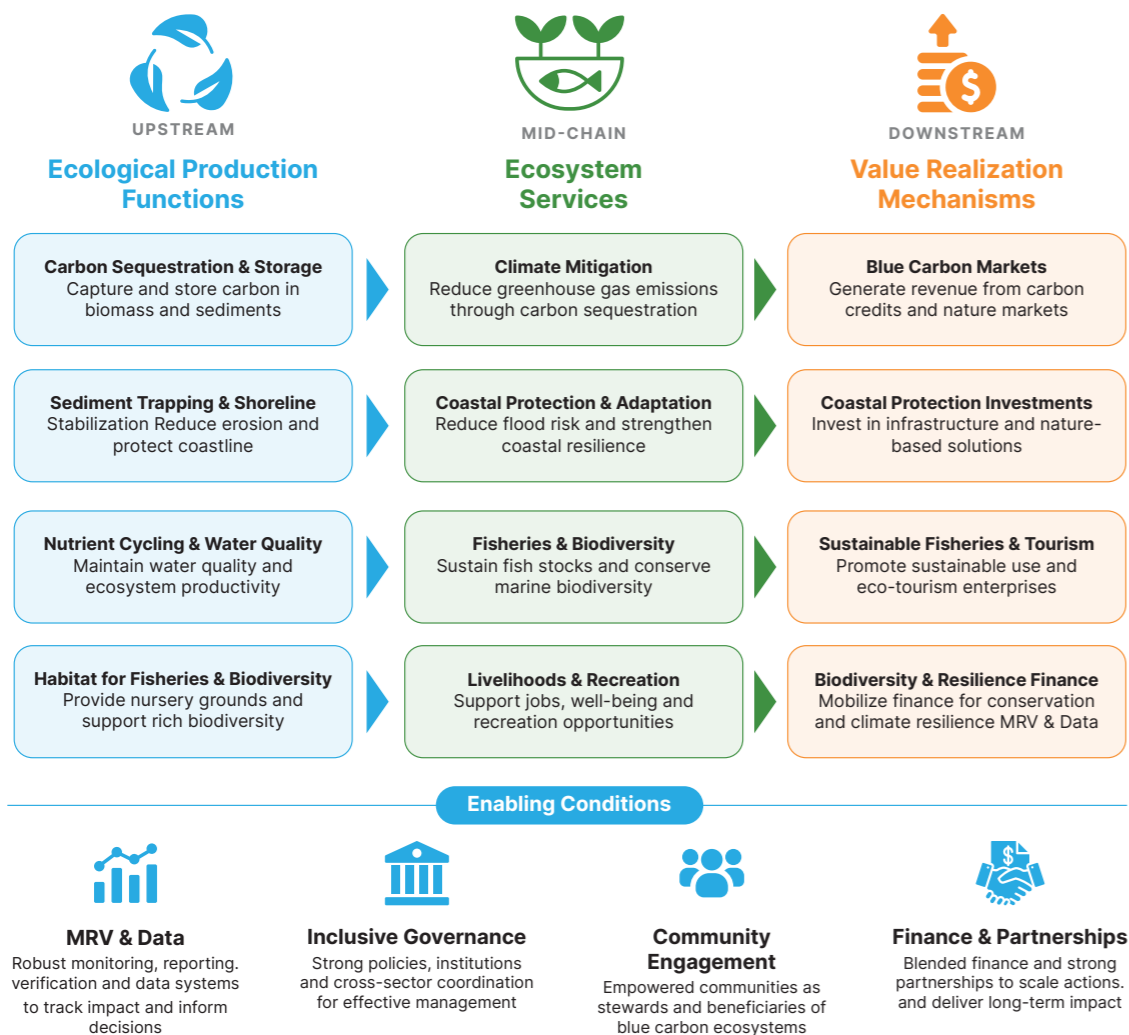 UPSTREAM
Ecological Production
Functions
MID-CHAIN
Ecosystem
Services
$
DOWNSTREAM
Value Realization
Mechanisms
Carbon Sequestration & Storage
Capture and store carbon in
biomass and sediments
Climate Mitigation
Reduce greenhouse gas emissions
through carbon sequestration
Blue Carbon Markets
Generate revenue from carbon
credits and nature markets
Sediment Trapping & Shoreline
Stabilization Reduce erosion and
protect coastline
Coastal Protection & Adaptation
Reduce flood risk and strengthen
coastal resilience
Coastal Protection Investments
Invest in infrastructure and nature-
based solutions
Nutrient Cycling & Water Quality
Maintain water quality and
ecosystem productivity
Fisheries & Biodiversity
Sustain fish stocks and conserve
marine biodiversity
Sustainable Fisheries & Tourism
Promote sustainable use and
eco-tourism enterprises
Habitat for Fisheries & Biodiversity
Provide nursery grounds and
support rich biodiversity
Livelihoods & Recreation
Support jobs, well-being and
recreation opportunities
Biodiversity & Resilience Finance
Mobilize finance for conservation
and climate resilience MRV & Data
Enabling Conditions
MRV & Data
Robust monitoring, reporting.
verification and data systems
to track impact and inform
decisions
Inclusive Governance
Strong policies, institutions
and cross-sector coordination
for effective management
Community
Engagement
Empowered communities as
stewards and beneficiaries of
blue carbon ecosystems
$
Finance & Partnerships
Blended finance and strong
partnerships to scale actions.
and deliver long-term impact